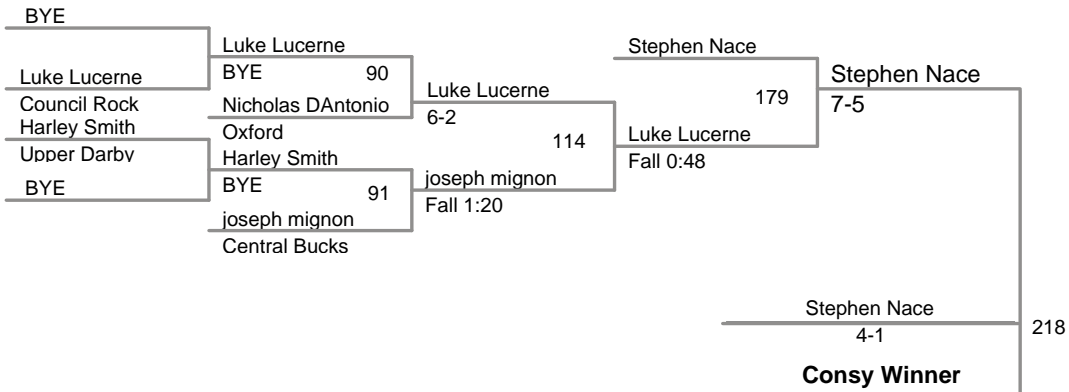 BYE
Luke Lucerne
Council Rock
Harley Smith
Upper Darby
BYE
Luke Lucerne
BYE
90
Nicholas DAntonio
Oxford
Harley Smith
BYE
91
joseph mignon
Central Bucks
Luke Lucerne
6-2
114
joseph mignon
Fall 1:20
Stephen Nace
179
Luke Lucerne
Fall 0:48
Stephen Nace
7-5
Stephen Nace
4-1
218
Consy Winner